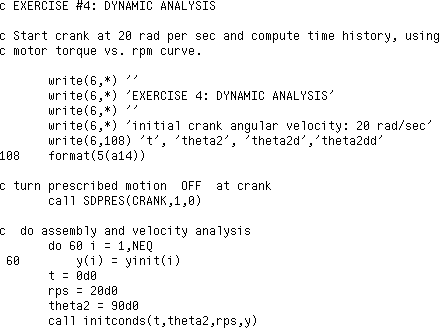 c EXERCISE #4: DYNAMIC ANALYSIS
c Start crank at 20 rad per sec and compute time history, using
c motor torque vs. rpm curve.
write(6,*) ''
write(6,*) 'EXERCISE 4: DYNAMIC ANALYSIS'
write(6,*) ''
write(6,*) 'initial crank angular velocity: 20 rad/sec'
write(6,108) 't', 'theta2', 'theta2d','theta2dd'
108 format(5(a14))
c turn prescribed motion OFF at crank
call SDPRES(CRANK,1,0)
c do assembly and velocity analysis
do 60 i = 1,NEQ
60 y(i) = yinit(i)
t = 0d0
rps = 20d0
theta2 = 90d0
call initconds(t,theta2,rps,y)